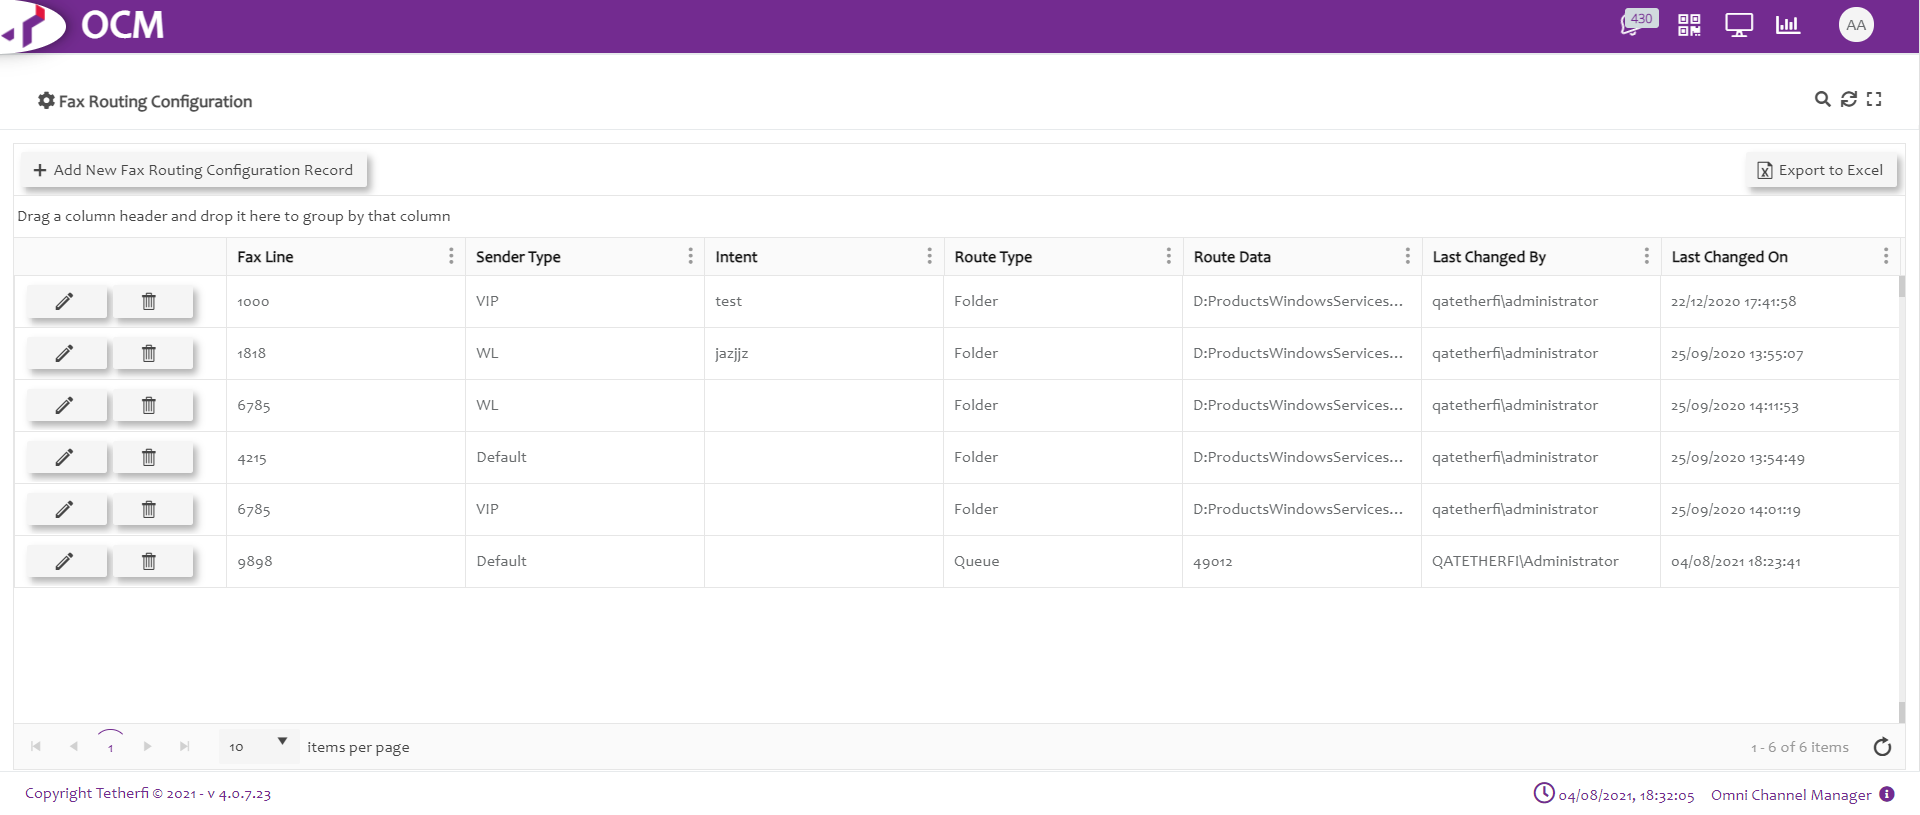 OCM
430
AA
Fax Routing Configuration
+ Add New Fax Routing Configuration Record
Export to Excel
Drag a column header and drop it here to group by that column
Fax Line Sender Type Intent Route Type Route Data Last Changed By Last Changed On
1000 VIP test Folder D:ProductsWindowsServices... qatetherfi\administrator 22/12/2020 17:41:58
1818 WL jazjjz Folder D:ProductsWindowsServices... qatetherfi\administrator 25/09/2020 13:55:07
6785 WL Folder D:ProductsWindowsServices... qatetherfi\administrator 25/09/2020 14:11:53
4215 Default Folder D:ProductsWindowsServices... qatetherfi\administrator 25/09/2020 13:54:49
6785 VIP Folder D:ProductsWindowsServices... qatetherfi\administrator 25/09/2020 14:01:19
9898 Default Queue 49012 QATETHERFI\Administrator 04/08/2021 18:23:41
1 10 items per page 1 - 6 of 6 items
Copyright Tetherfi © 2021 - v 4.0.7.23 04/08/2021, 18:32:05 Omni Channel Manager